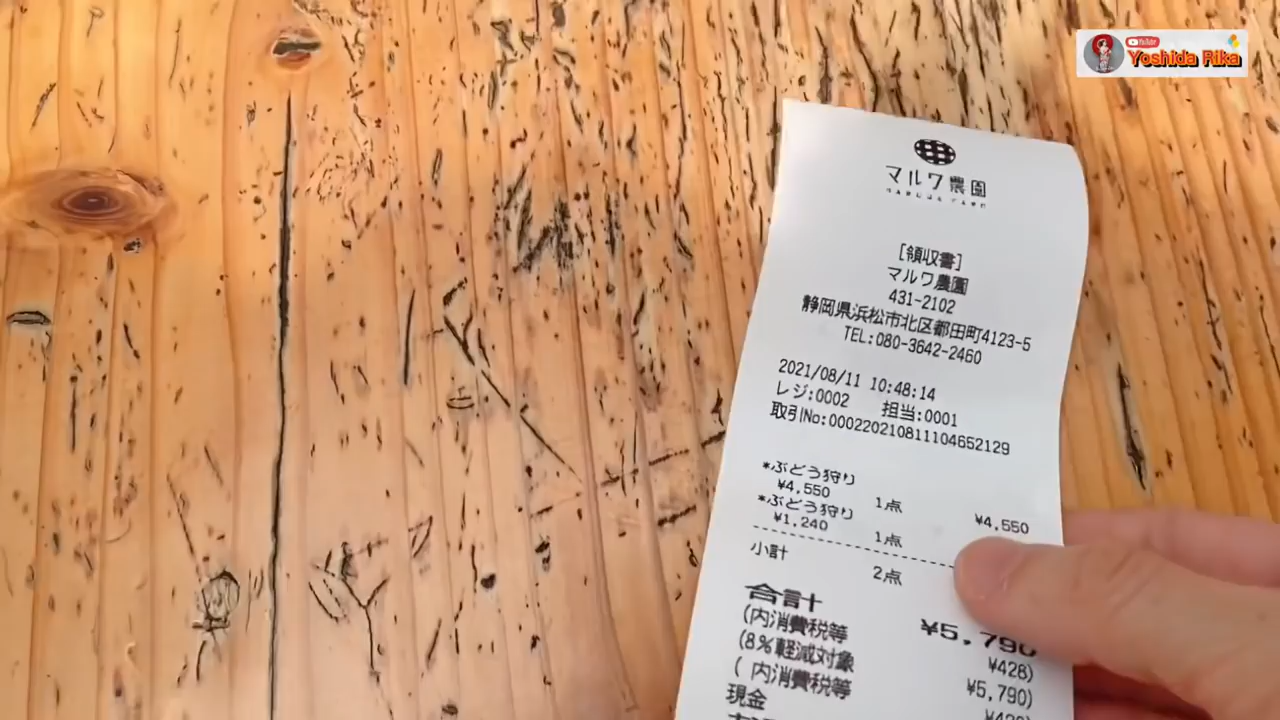 YouTube
Yoshida Rika
マルワ農園
[領収書]
マルワ農園
431-2102
静岡県浜松市北区都田町4123-5
TEL:080-3642-2460
2021/08/11 10:48:14
レジ:0002 担当:0001
取引No:000220210811104652129
*ぶどう狩り
¥4,550 1点 ¥4,550
*ぶどう狩り
¥1,240 1点
小計 2点
合計 ¥5,790
(内消費税等 ¥428)
(8%軽減対象 ¥5,790)
( 内消費税等
現金